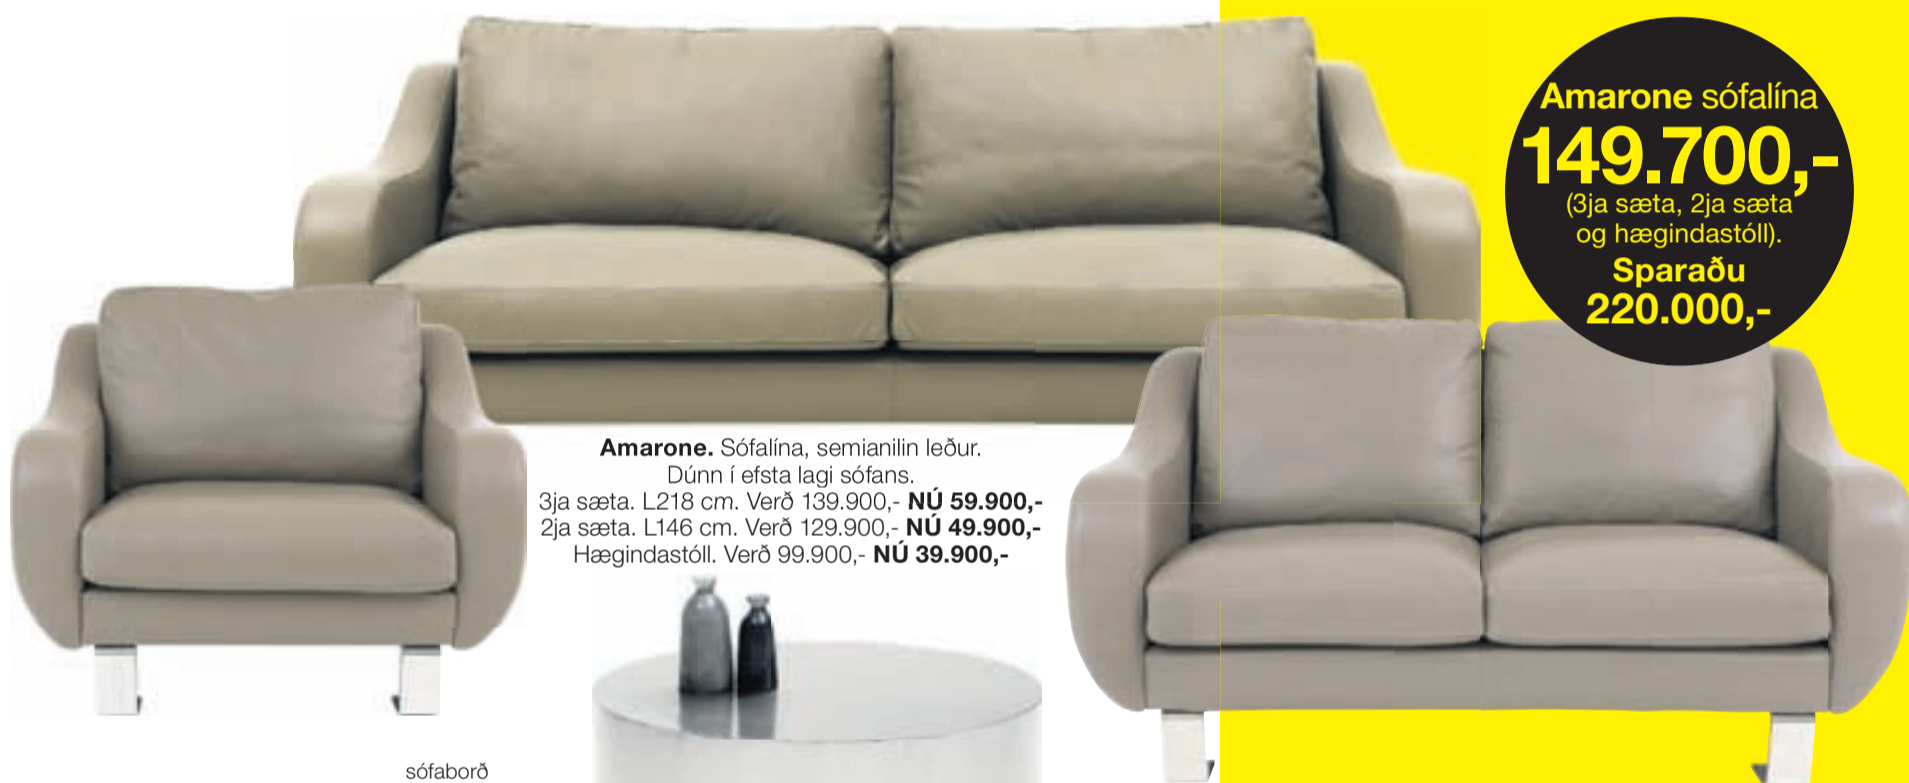 Amarone sófalína
149.700,-
(3ja sæta, 2ja sæta
og hægindastóll).
Sparaðu
220.000,-
Amarone. Sófalína, semianilin leður.
Dúnn í efsta lagi sófans.
3ja sæta. L218 cm. Verð 139.900,- NÚ 59.900,-
2ja sæta. L146 cm. Verð 129.900,- NÚ 49.900,-
Hægindastóll. Verð 99.900,- NÚ 39.900,-
sófaborð